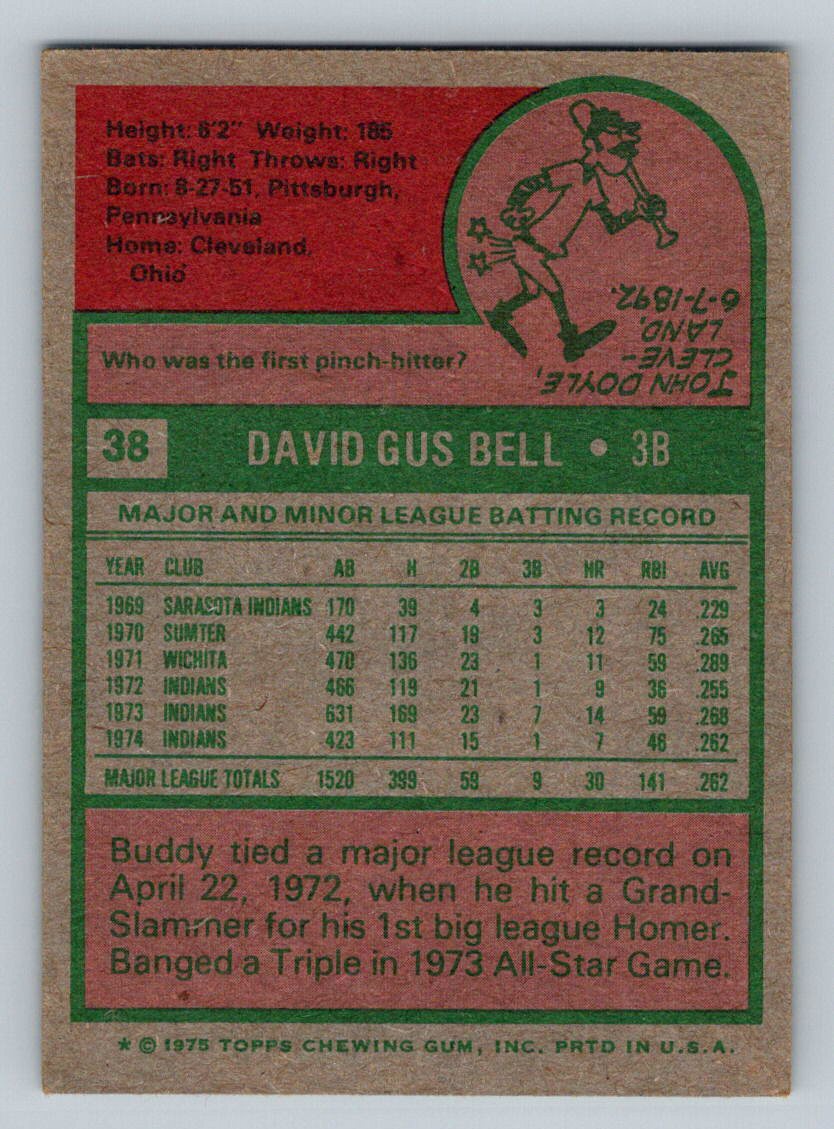 Height: 6'2" Weight: 185
Bats: Right Throws: Right
Born: 8-27-51, Pittsburgh,
Pennsylvania
Home: Cleveland,
Ohio
Who was the first pinch-hitter?
JOHN DOYLE,
CLEVE-
LAND,
6-7-1892.
38 DAVID GUS BELL • 3B
MAJOR AND MINOR LEAGUE BATTING RECORD
YEAR CLUB AB H 2B 3B HR RBI AVG
1969 SARASOTA INDIANS 170 39 4 3 3 24 .229
1970 SUMTER 442 117 19 3 12 75 .265
1971 WICHITA 470 136 23 1 11 59 .289
1972 INDIANS 466 119 21 1 9 36 .255
1973 INDIANS 631 169 23 7 14 59 .268
1974 INDIANS 423 111 15 1 7 46 .262
MAJOR LEAGUE TOTALS 1520 399 59 9 30 141 .262
Buddy tied a major league record on
April 22, 1972, when he hit a Grand-
Slammer for his 1st big league Homer.
Banged a Triple in 1973 All-Star Game.
* © 1975 TOPPS CHEWING GUM, INC. PRTD IN U.S.A.